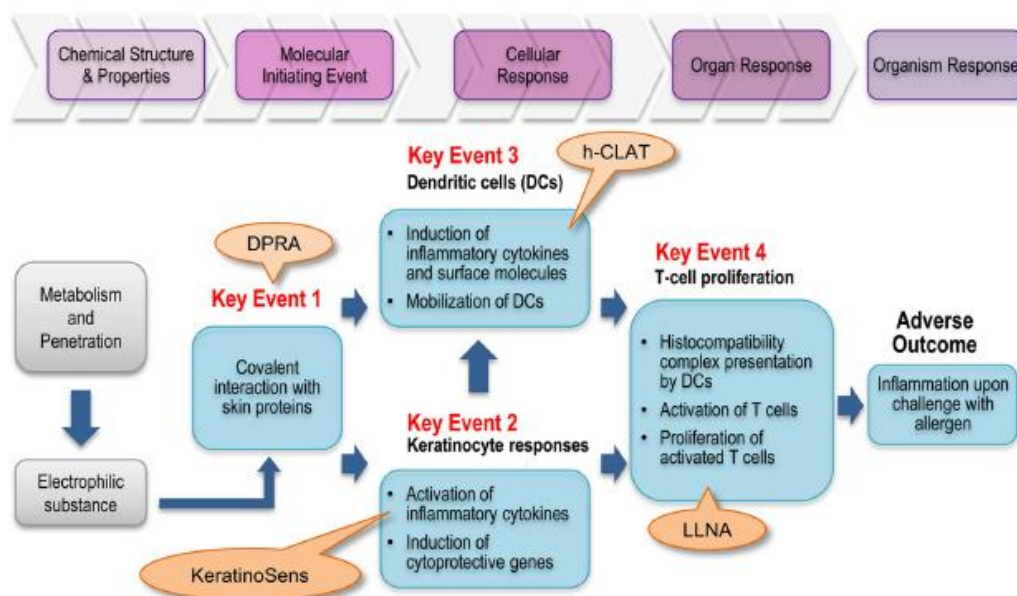 Chemical Structure
& Properties
Molecular
Initiating Event
Cellular
Response
Organ Response
Organism Response
Key Event 3
Dendritic cells (DCs)
h-CLAT
• Induction of
inflammatory cytokines
and surface molecules
• Mobilization of DCs
DPRA
Key Event 1
Covalent
interaction with
skin proteins
Metabolism
and
Penetration
Electrophilic
substance
Key Event 2
Keratinocyte responses
• Activation of
inflammatory cytokines
• Induction of
cytoprotective genes
KeratinoSens
Key Event 4
T-cell proliferation
• Histocompatibility
complex presentation
by DCs
• Activation of T cells
• Proliferation of
activated T cells
LLNA
Adverse
Outcome
Inflammation upon
challenge with
allergen